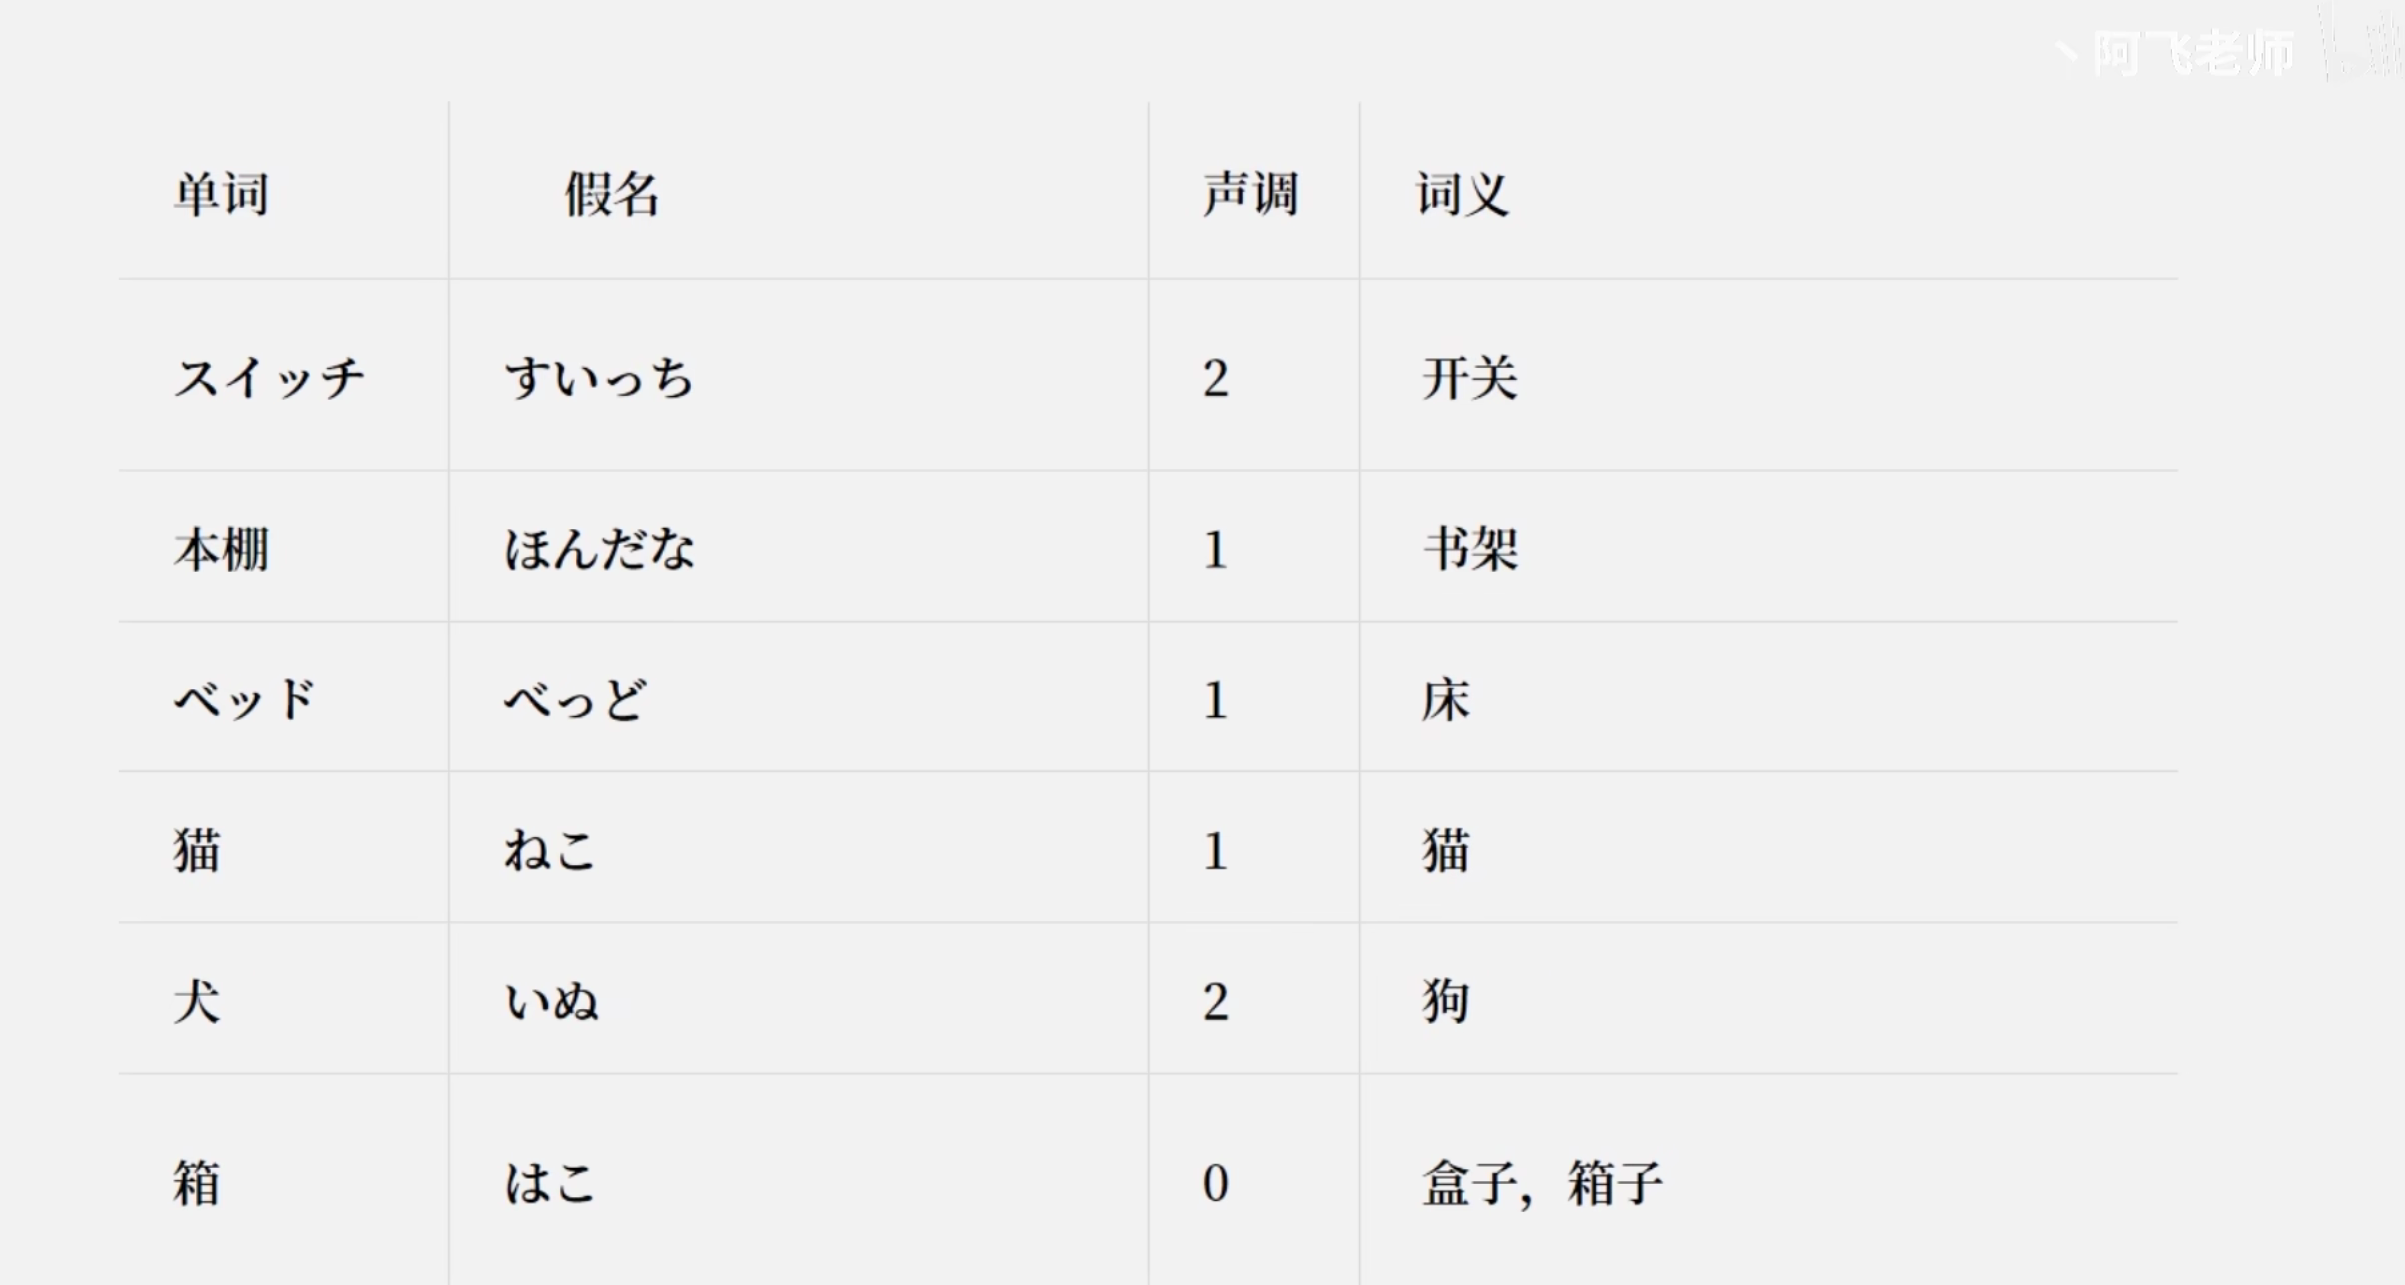 丶阿飞老师
单词 假名 声调 词义
スイッチ すいっち 2 开关
本棚 ほんだな 1 书架
ベッド べっど 1 床
猫 ねこ 1 猫
犬 いぬ 2 狗
箱 はこ 0 盒子，箱子